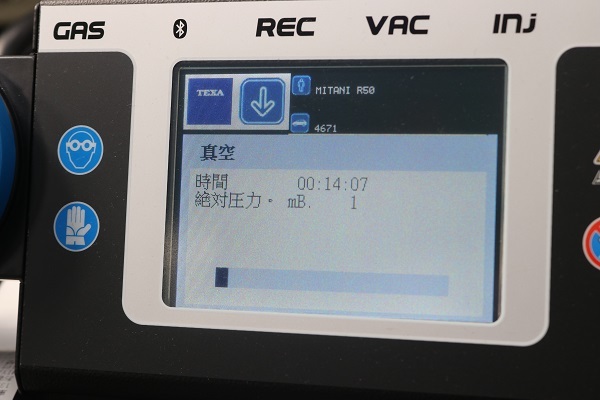 GAS REC VAC INJ
TEXA
MITANI R50
4671
真空
時間 00:14:07
絶対圧力。 mB. 1